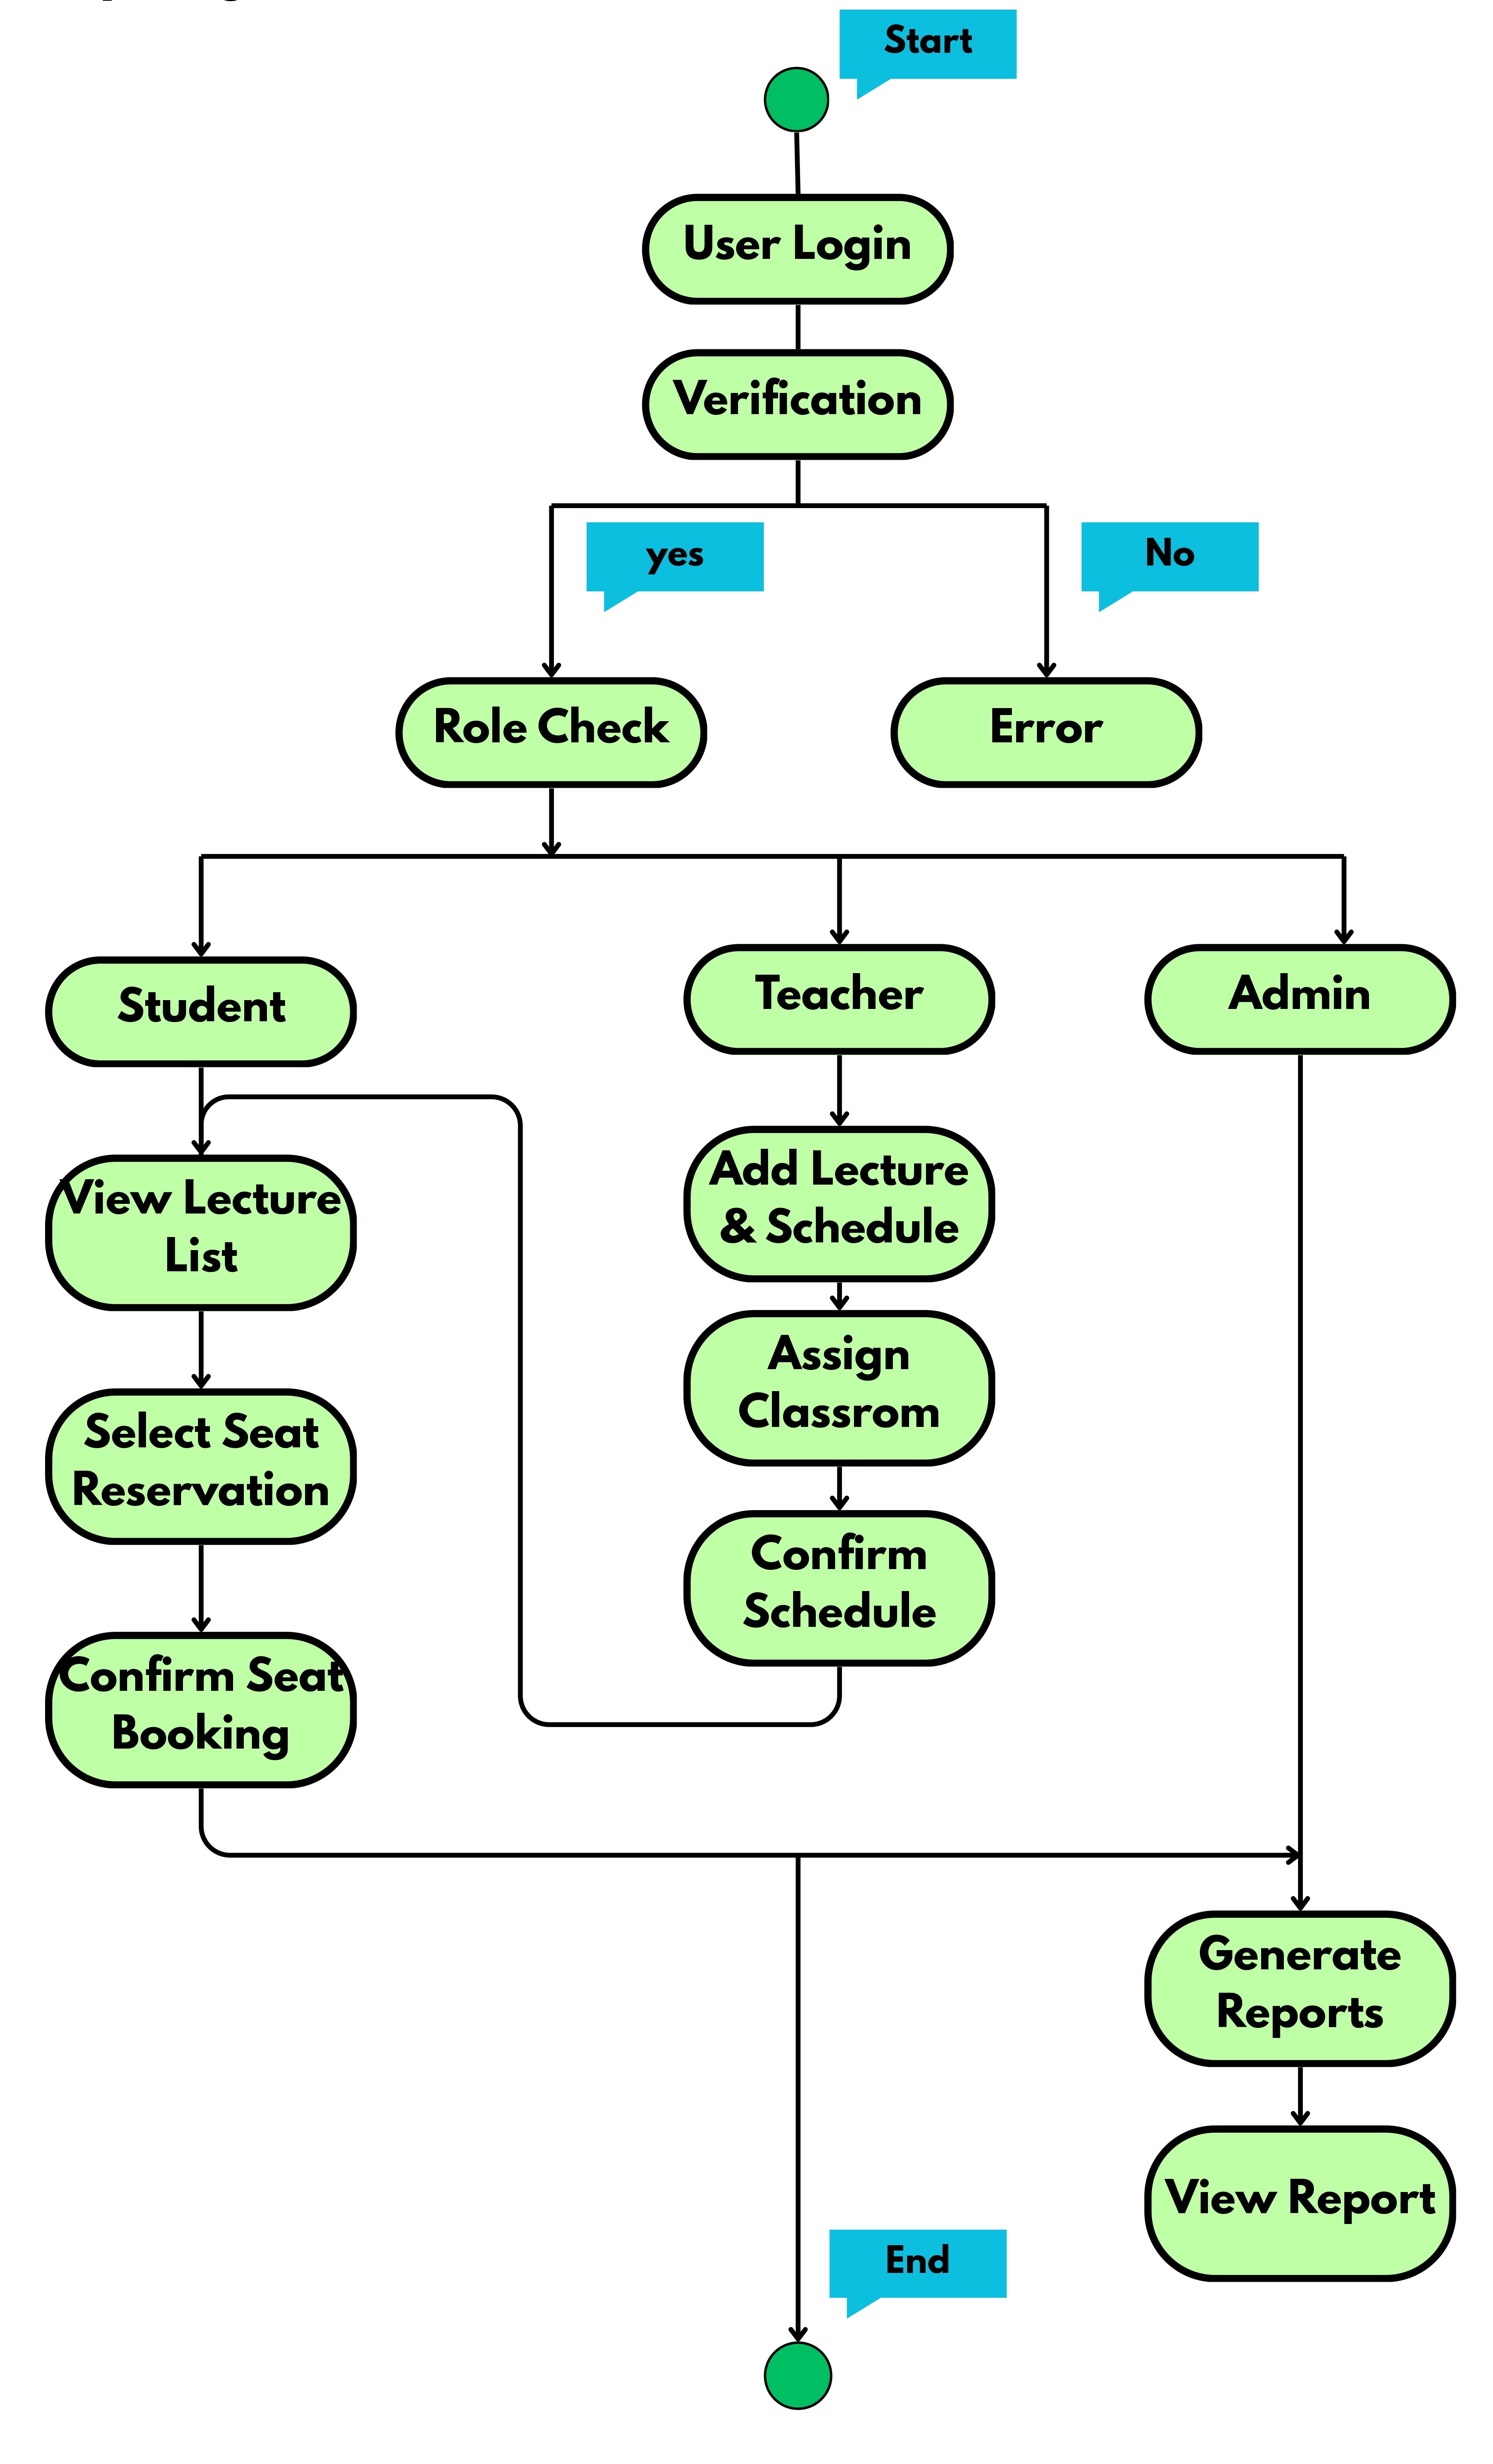 Start
User Login
Verification
yes
No
Role Check
Error
Student
Teacher
Admin
View Lecture
List
Add Lecture
& Schedule
Assign
Classrom
Select Seat
Reservation
Confirm
Schedule
Confirm Seat
Booking
Generate
Reports
View Report
End